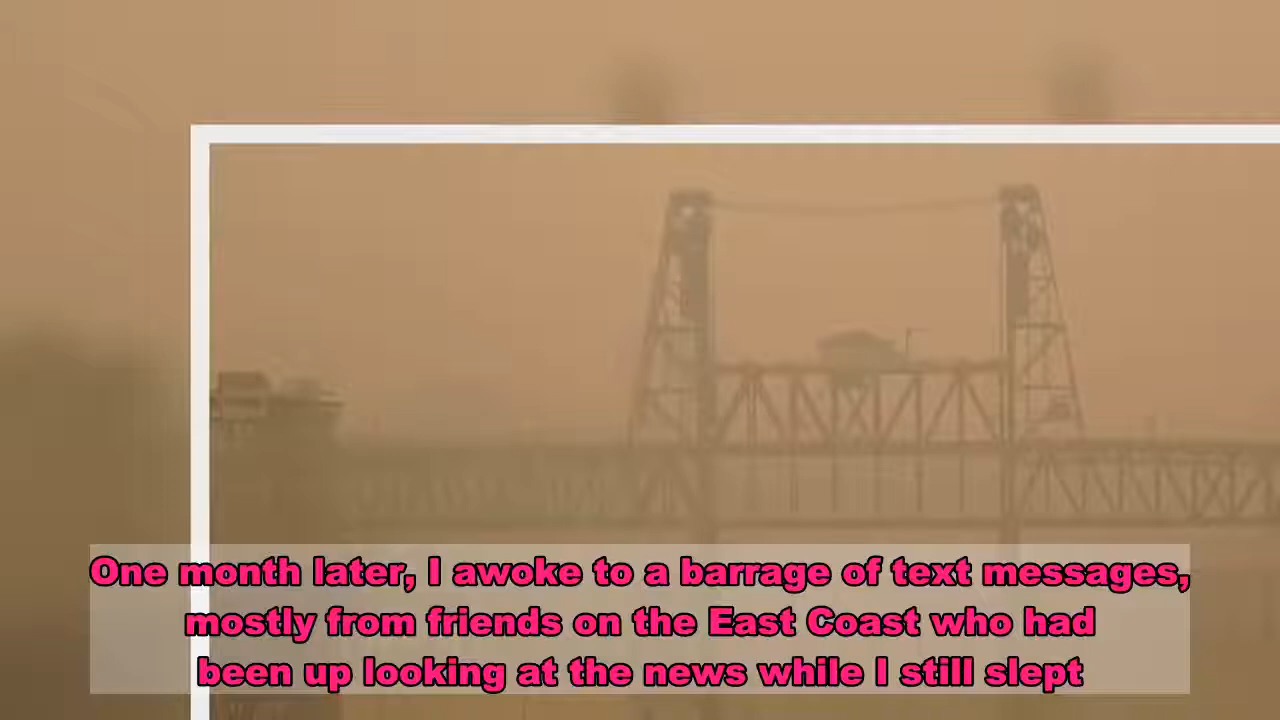 One month later, I awoke to a barrage of text messages,
mostly from friends on the East Coast who had
been up looking at the news while I still slept